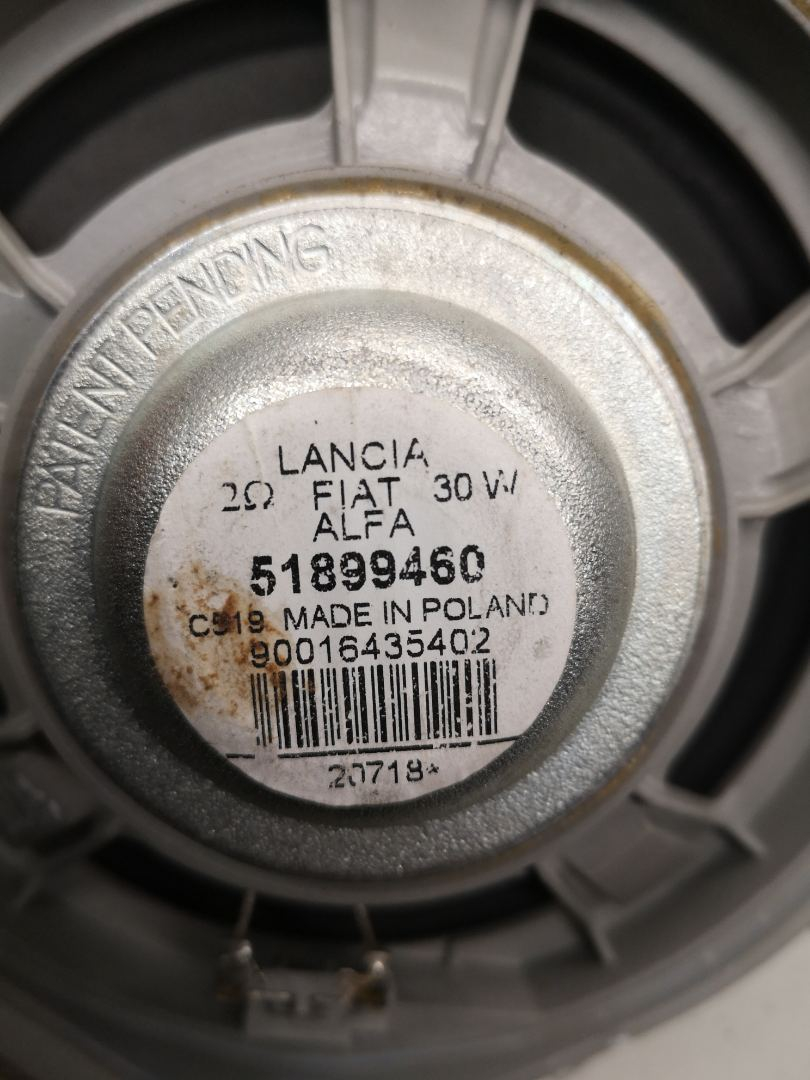 PATENT PENDING
LANCIA
2Ω FIAT 30 W
ALFA
51899460
C519 MADE IN POLAND
90016435402
20718*